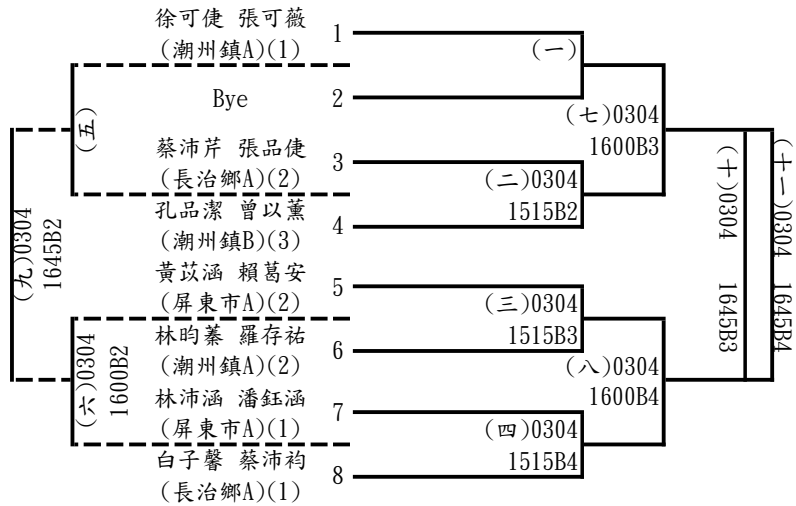 徐可倢 張可薇
(潮州鎮A)(1)
1
(一)
Bye
2
(七)0304
1600B3
(五)
蔡沛芹 張品倢
(長治鄉A)(2)
3
(二)0304
1515B2
孔品潔 曾以薰
(潮州鎮B)(3)
4
(九)0304
1645B2
(十)0304 1645B3
(十一)0304 1645B4
黃苡涵 賴葛安
(屏東市A)(2)
5
(三)0304
1515B3
林昀蓁 羅存祐
(潮州鎮A)(2)
6
(六)0304
1600B2
(八)0304
1600B4
林沛涵 潘鈺涵
(屏東市A)(1)
7
(四)0304
1515B4
白子馨 蔡沛袀
(長治鄉A)(1)
8